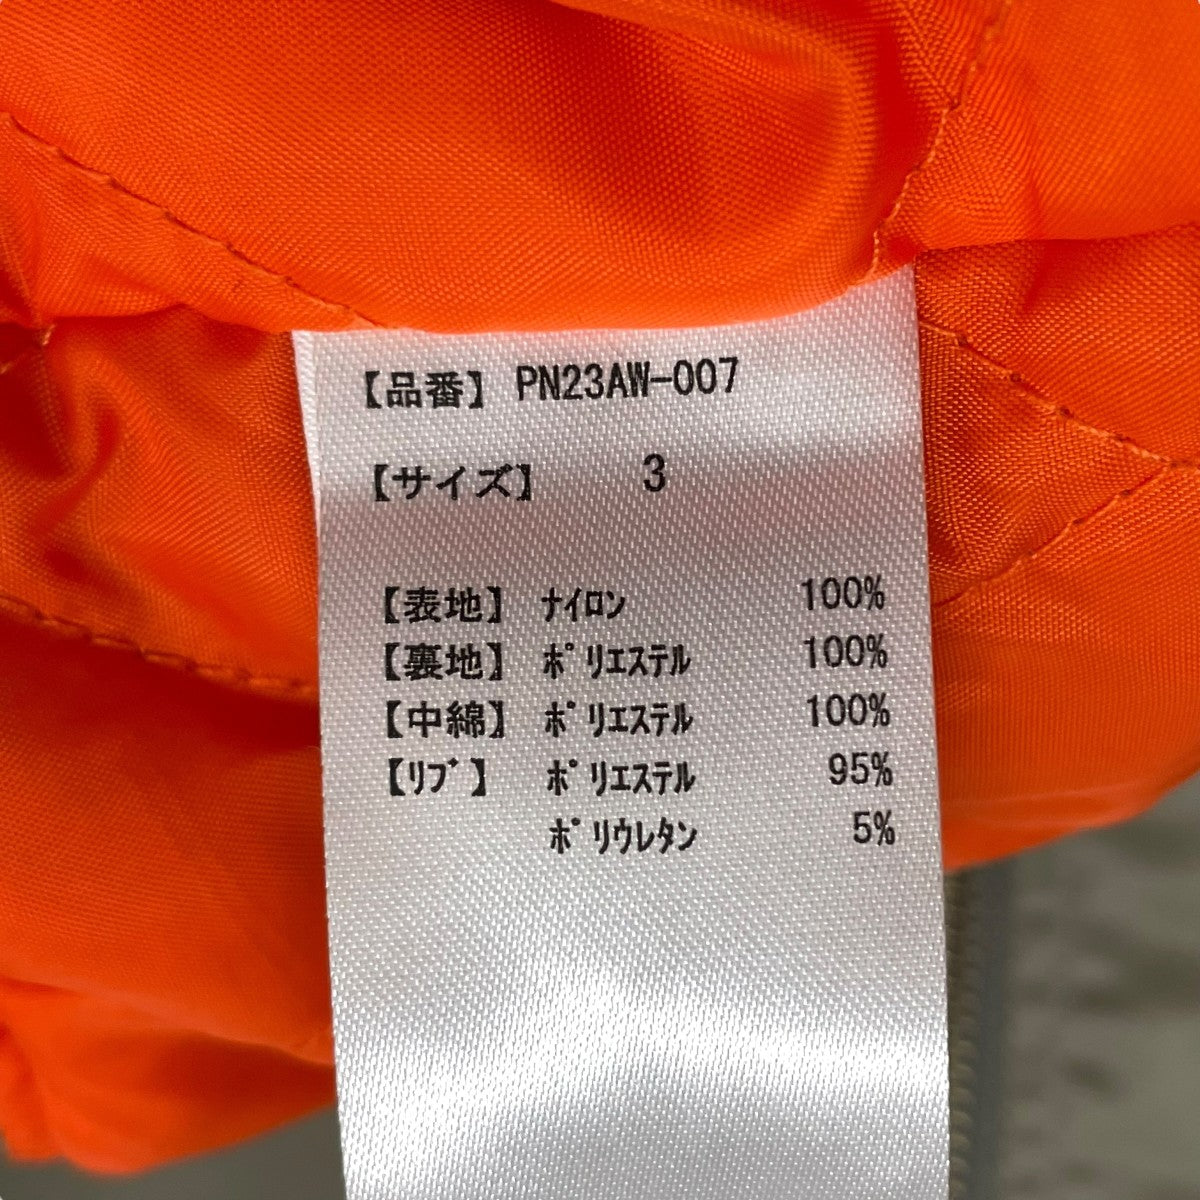 【品番】 PN23AW-007
【サイズ】 3
【表地】 ﾅｲﾛﾝ 100%
【裏地】 ﾎﾟﾘｴｽﾃﾙ 100%
【中綿】 ﾎﾟﾘｴｽﾃﾙ 100%
【ﾘﾌﾞ】 ﾎﾟﾘｴｽﾃﾙ 95%
ﾎﾟﾘｳﾚﾀﾝ 5%